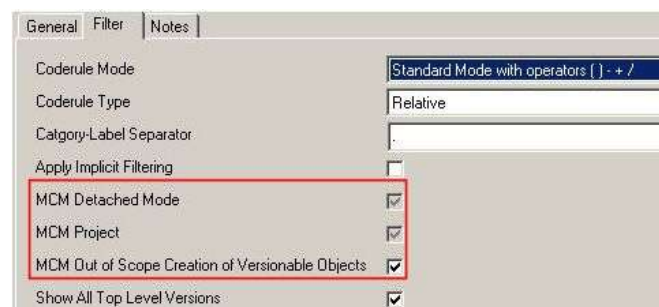 General Filter Notes
Coderule Mode Standard Mode with operators ( ) - + /
Coderule Type Relative
Catgory-Label Separator .
Apply Implicit Filtering
MCM Detached Mode
MCM Project
MCM Out of Scope Creation of Versionable Objects
Show All Top Level Versions